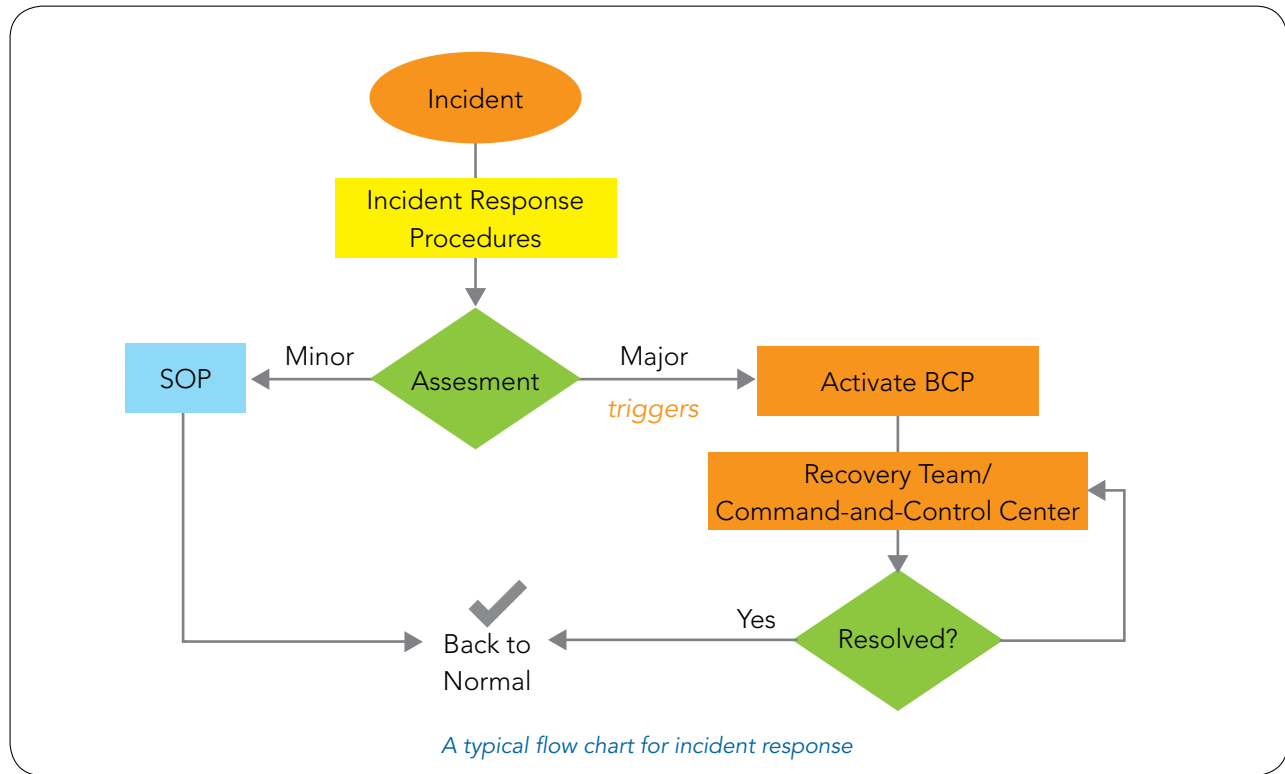 Incident
Incident Response
Procedures
Minor
Major
SOP
Assesment
Activate BCP
triggers
Recovery Team/
Command-and-Control Center
Yes
Resolved?
Back to
Normal
A typical flow chart for incident response